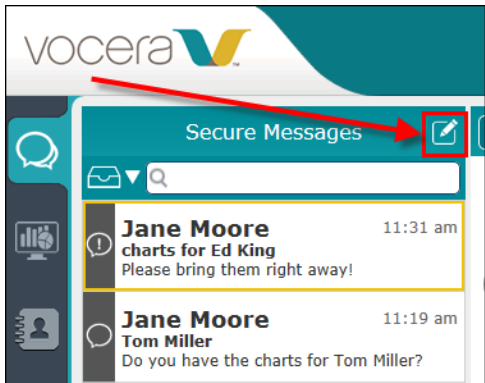 vocera
Secure Messages
Jane Moore 11:31 am
charts for Ed King
Please bring them right away!
Jane Moore 11:19 am
Tom Miller
Do you have the charts for Tom Miller?